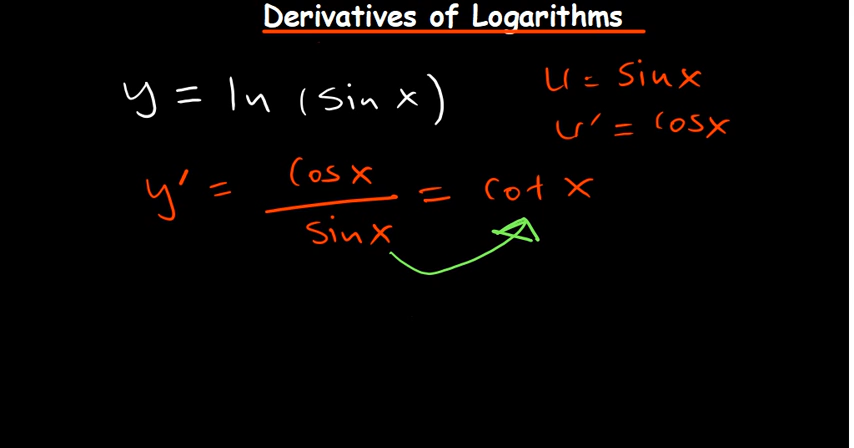 Derivatives of Logarithms
y = ln (sin x)
u = sin x
u' = cos x
y' = cos x / sin x = cot x